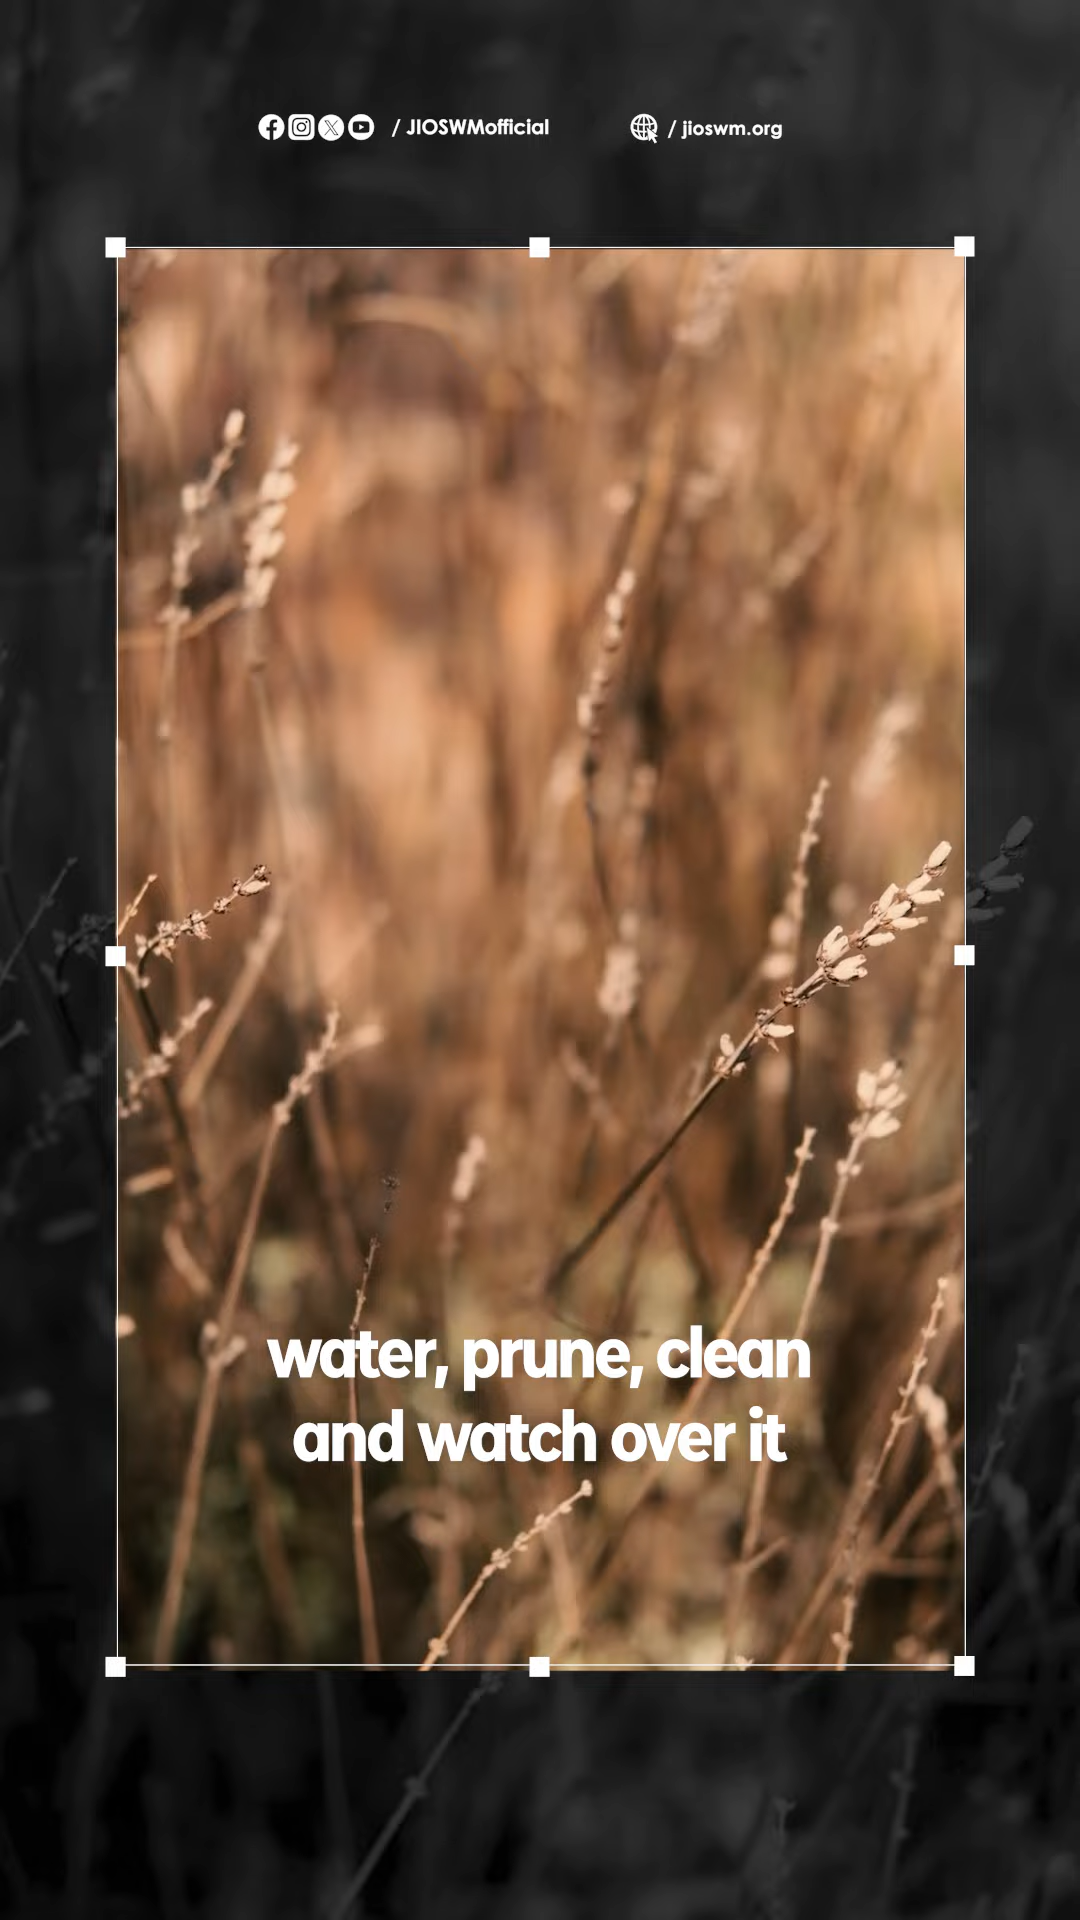 / JIOSWMofficial / jioswm.org
water, prune, clean
and watch over it